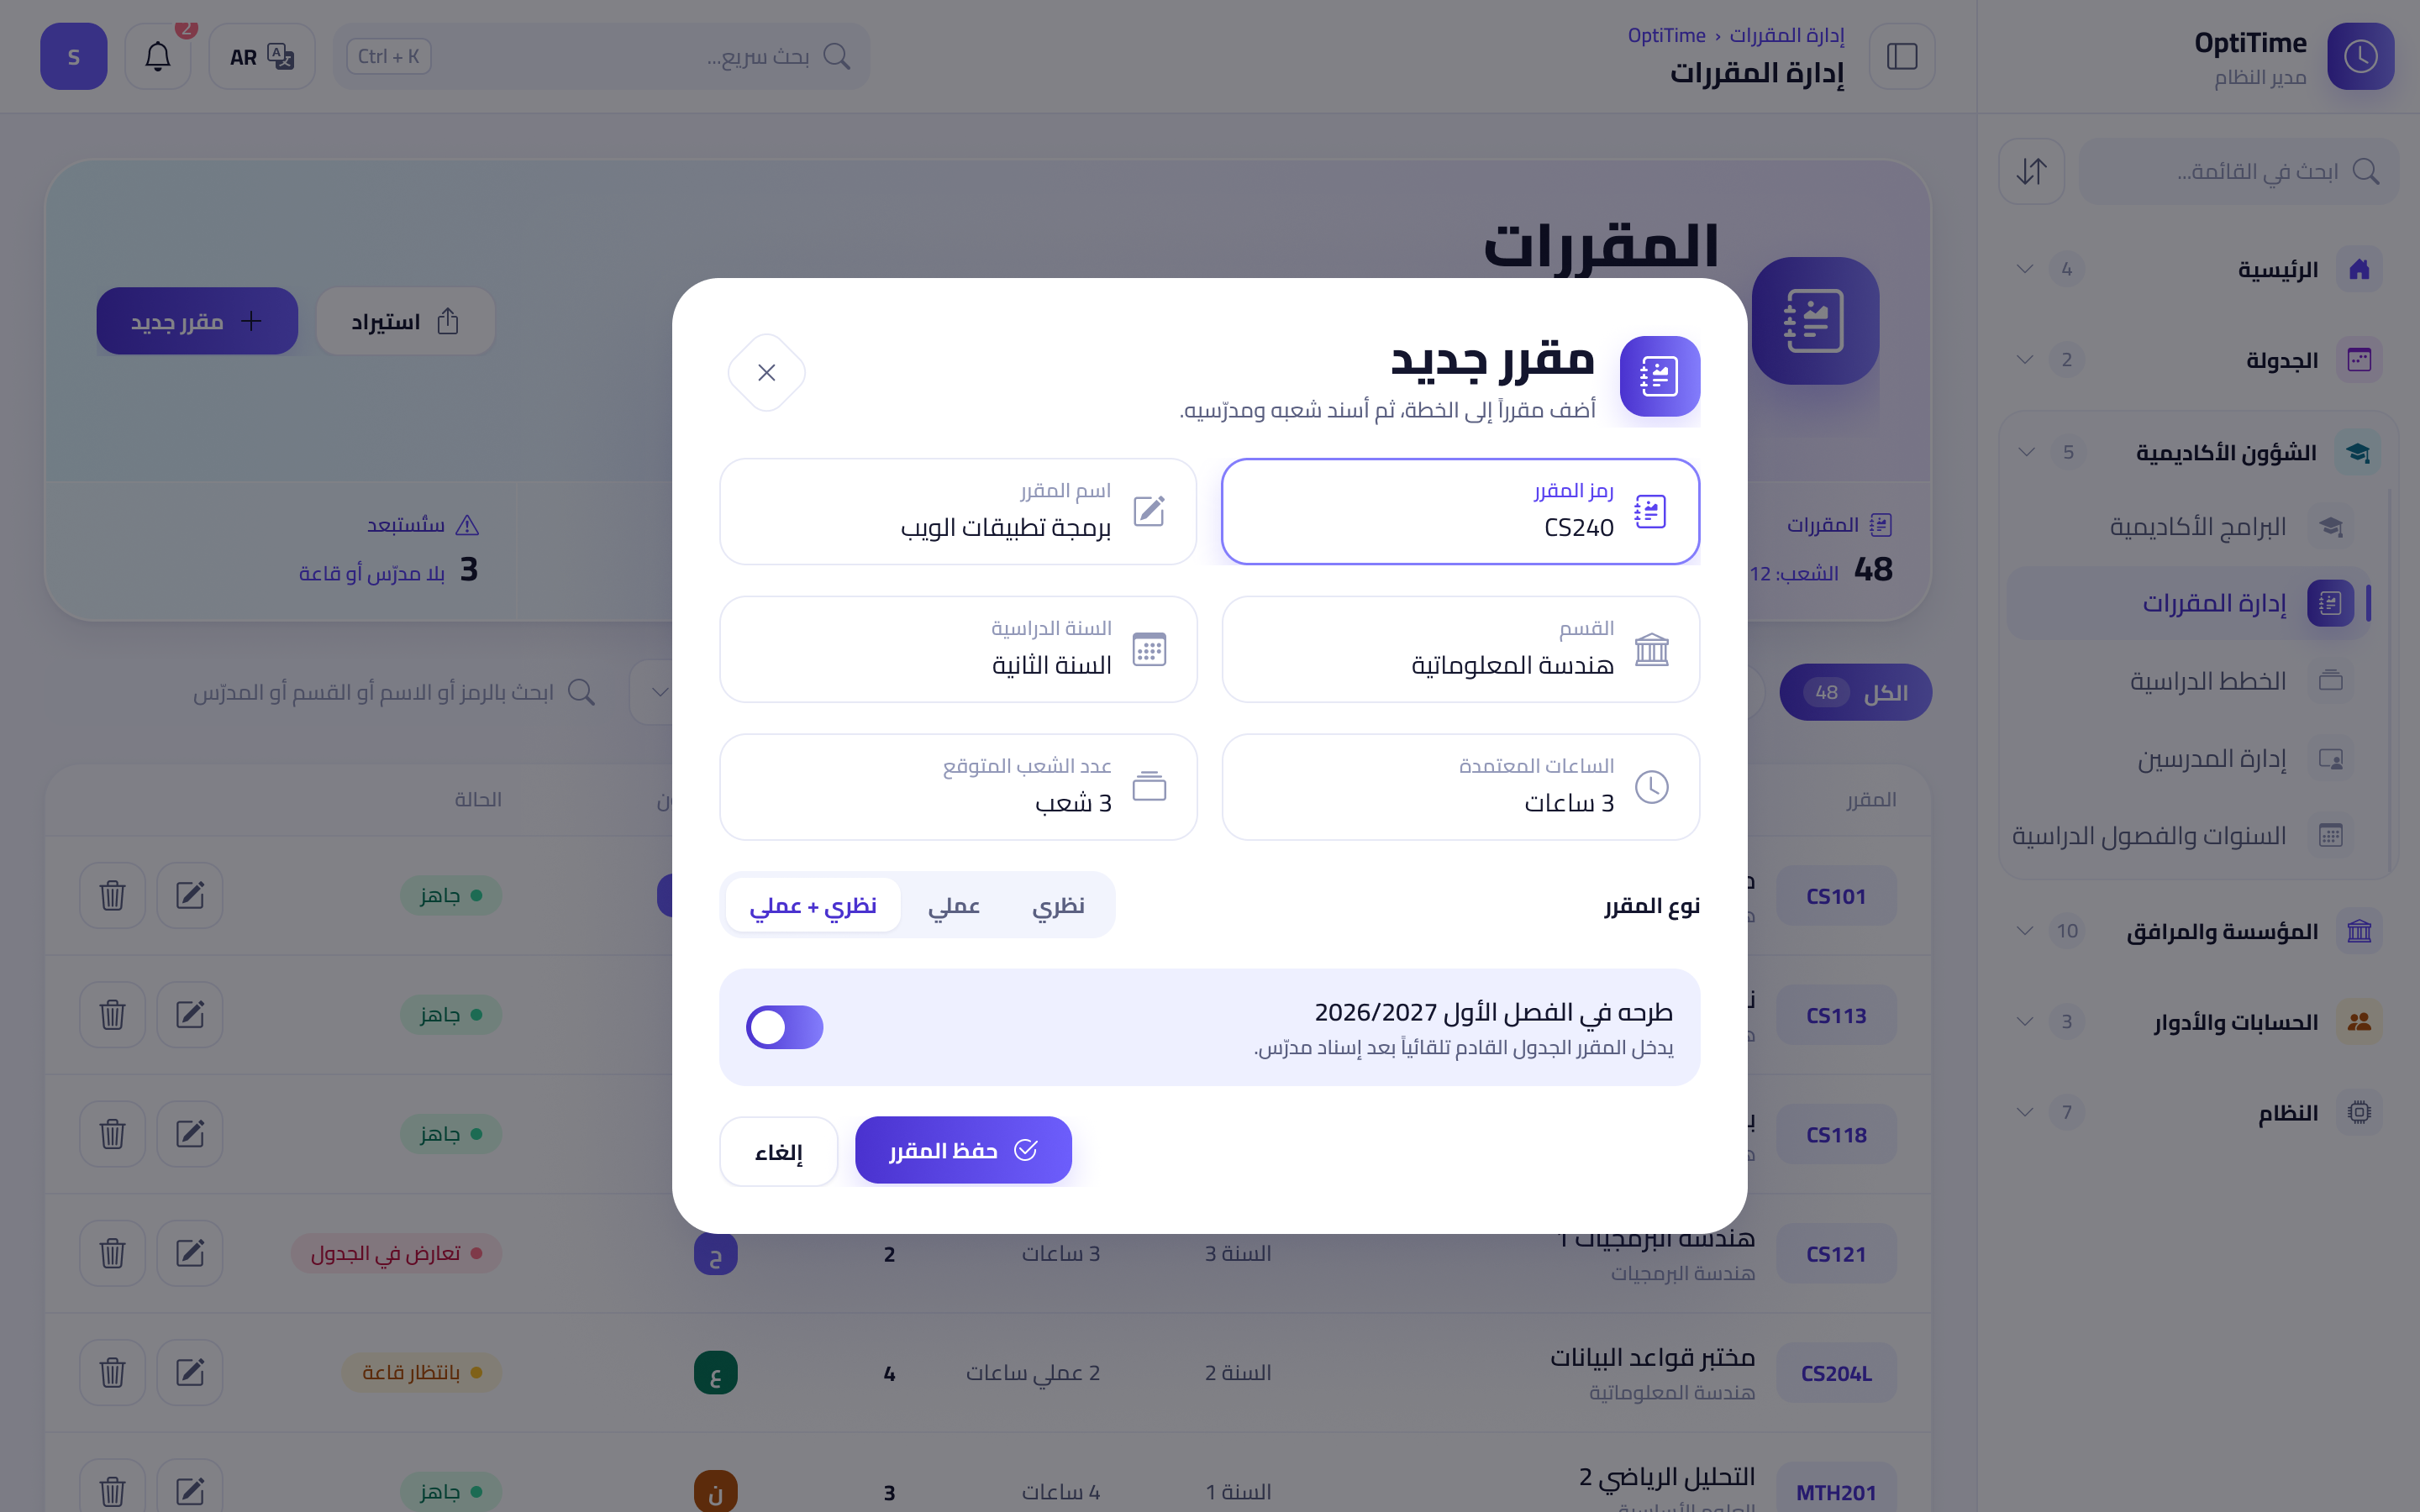 OptiTime
مدير النظام
إدارة المقررات › OptiTime
إدارة المقررات
بحث سريع...
Ctrl + K
AR
2
S
ابحث في القائمة...
الرئيسية
4
الجدولة
2
الشؤون الأكاديمية
5
البرامج الأكاديمية
إدارة المقررات
الخطط الدراسية
إدارة المدرسين
السنوات والفصول الدراسية
المؤسسة والمرافق
10
الحسابات والأدوار
3
النظام
7
المقررات
استيراد
مقرر جديد
المقررات
48 الشعب: 12
ستُستبعد
3 بلا مدرّس أو قاعة
الكل 48
ابحث بالرمز أو الاسم أو القسم أو المدرّس
المقرر
الحالة
CS101
جاهز
CS113
جاهز
CS118
جاهز
CS121
هندسة البرمجيات 1
هندسة البرمجيات
السنة 3
3 ساعات
2
ح
تعارض في الجدول
CS204L
مختبر قواعد البيانات
هندسة المعلوماتية
السنة 2
2 عملي ساعات
4
ع
بانتظار قاعة
MTH201
التحليل الرياضي 2
السنة 1
4 ساعات
3
ن
جاهز
مقرر جديد
أضف مقرراً إلى الخطة، ثم أسند شعبه ومدرّسيه.
رمز المقرر
CS240
اسم المقرر
برمجة تطبيقات الويب
القسم
هندسة المعلوماتية
السنة الدراسية
السنة الثانية
الساعات المعتمدة
3 ساعات
عدد الشعب المتوقع
3 شعب
نوع المقرر
نظري
عملي
نظري + عملي
طرحه في الفصل الأول 2026/2027
يدخل المقرر الجدول القادم تلقائياً بعد إسناد مدرّس.
حفظ المقرر
إلغاء